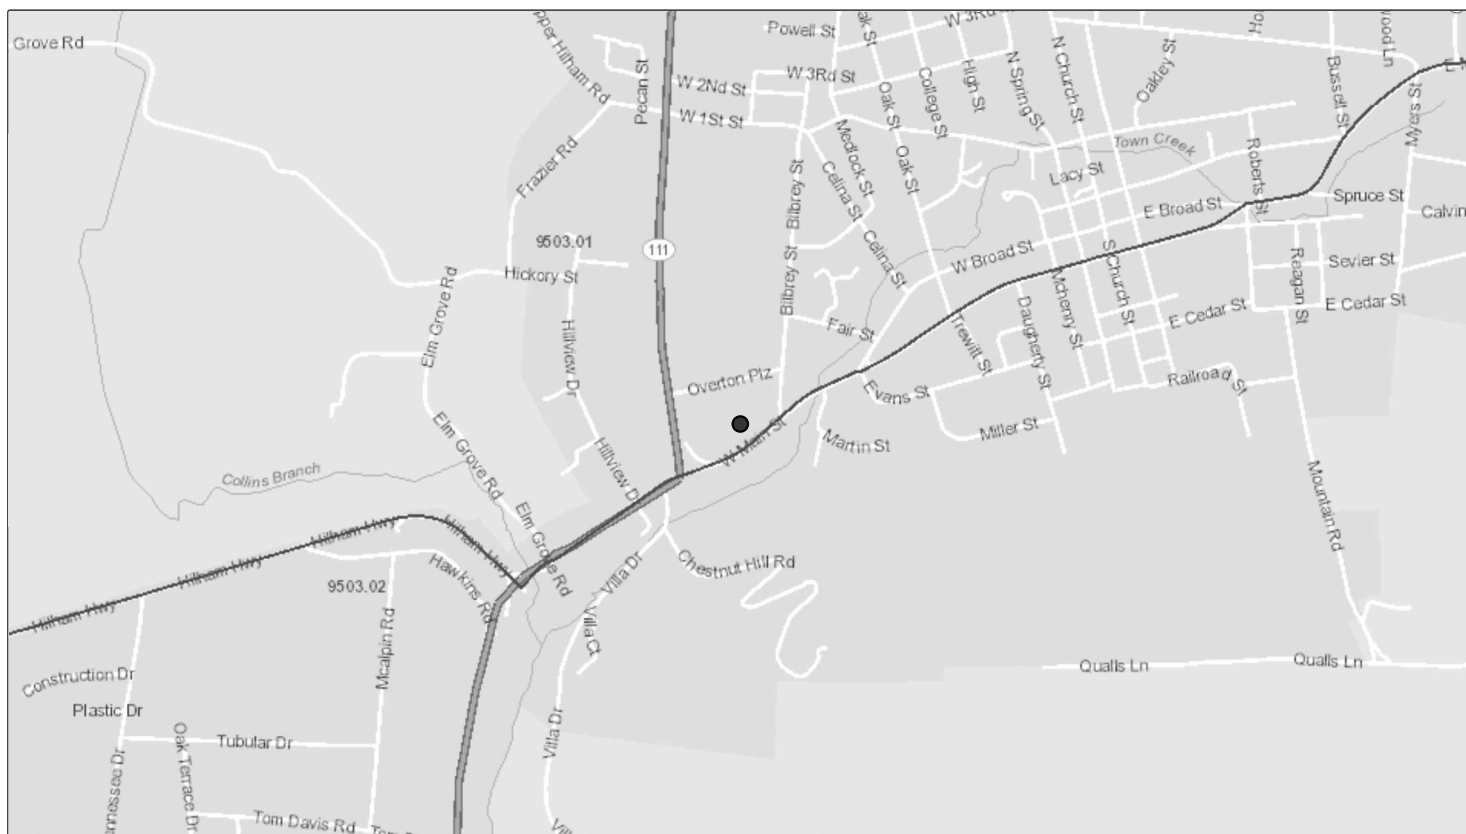 Grove Rd
Upper Hilham Rd
Pecan St
Powell St
W 3Rd
Oak St
W 2Nd St
W 3Rd St
W 1St St
College St
High St
N Spring St
N Church St
Oakley St
Bussell St
Myers St
Wood Ln
Oak St
Oak St
Medlock St
Frazier Rd
Bilbrey St
Celina St
Lacy St
Town Creek
Roberts St
E Broad St
Spruce St
Calvin
9503.01
111
Hickory St
Celina St
W Broad St
Bilbrey St
S Church St
Sevier St
Reagan St
Elm Grove Rd
Hillview Dr
Fair St
Trewitt St
Daugherty St
Mchenry St
E Cedar St
E Cedar St
Overton Plz
Evans St
Railroad St
Elm Grove Rd
Hillview Dr
W Main St
Martin St
Miller St
Collins Branch
Mountain Rd
Elm Grove Rd
Hilham Hwy
Hilham Hwy
Hilham Hwy
Hilham Hwy
Hawkins Rd
9503.02
Villa Dr
Chestnut Hill Rd
Villa Ct
Mcalpin Rd
Construction Dr
Plastic Dr
Qualls Ln
Qualls Ln
Tubular Dr
Oak Terrace Dr
Villa Dr
Tom Davis Rd